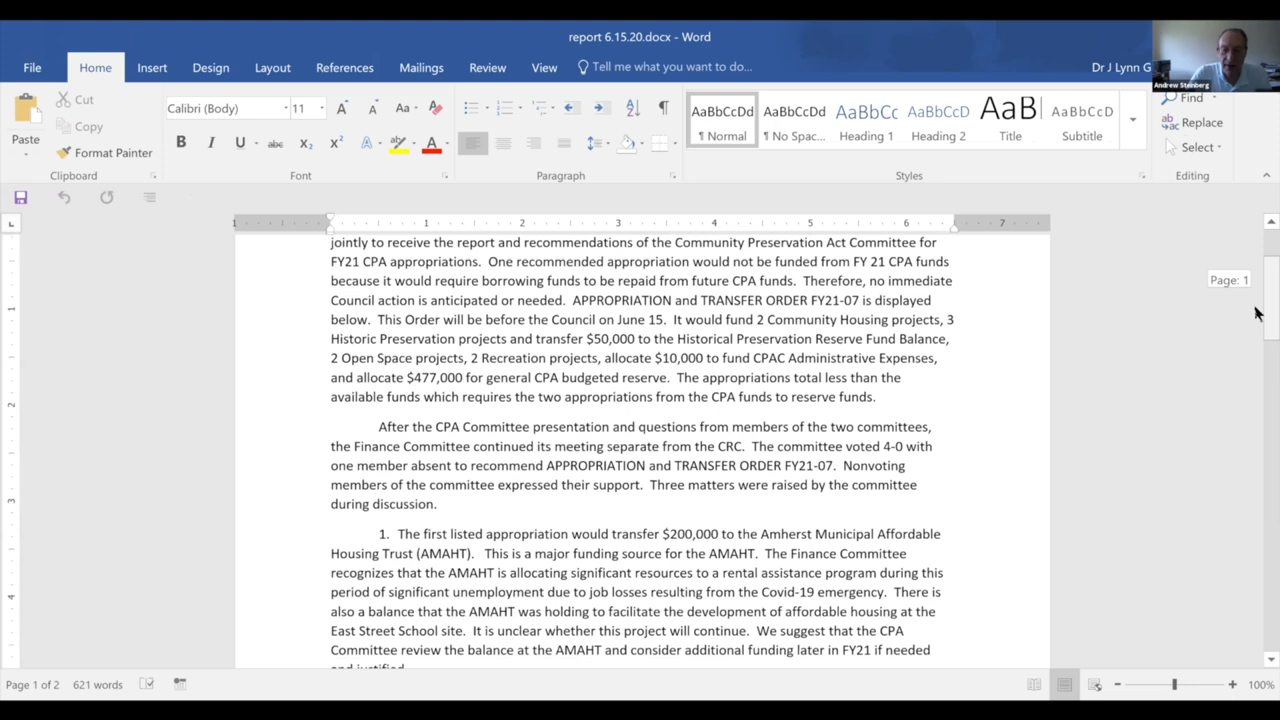 report 6.15.20.docx - Word
File Home Insert Design Layout References Mailings Review View Tell me what you want to do... Dr J Lynn G
Andrew Steinberg
Paste
Cut
Copy
Format Painter
Clipboard
Calibri (Body) 11
Font
Paragraph
AaBbCcDd AaBbCcDd AaBbCc AaBbCcD AaB AaBbCcD
¶ Normal ¶ No Spac... Heading 1 Heading 2 Title Subtitle
Styles
Find
Replace
Select
Editing
1 1 2 3 4 5 6 7
Page: 1
jointly to receive the report and recommendations of the Community Preservation Act Committee for
FY21 CPA appropriations. One recommended appropriation would not be funded from FY 21 CPA funds
because it would require borrowing funds to be repaid from future CPA funds. Therefore, no immediate
Council action is anticipated or needed. APPROPRIATION and TRANSFER ORDER FY21-07 is displayed
below. This Order will be before the Council on June 15. It would fund 2 Community Housing projects, 3
Historic Preservation projects and transfer $50,000 to the Historical Preservation Reserve Fund Balance,
2 Open Space projects, 2 Recreation projects, allocate $10,000 to fund CPAC Administrative Expenses,
and allocate $477,000 for general CPA budgeted reserve. The appropriations total less than the
available funds which requires the two appropriations from the CPA funds to reserve funds.
After the CPA Committee presentation and questions from members of the two committees,
the Finance Committee continued its meeting separate from the CRC. The committee voted 4-0 with
one member absent to recommend APPROPRIATION and TRANSFER ORDER FY21-07. Nonvoting
members of the committee expressed their support. Three matters were raised by the committee
during discussion.
1. The first listed appropriation would transfer $200,000 to the Amherst Municipal Affordable
Housing Trust (AMAHT). This is a major funding source for the AMAHT. The Finance Committee
recognizes that the AMAHT is allocating significant resources to a rental assistance program during this
period of significant unemployment due to job losses resulting from the Covid-19 emergency. There is
also a balance that the AMAHT was holding to facilitate the development of affordable housing at the
East Street School site. It is unclear whether this project will continue. We suggest that the CPA
Committee review the balance at the AMAHT and consider additional funding later in FY21 if needed
and justified.
1
2
3
4
Page 1 of 2 621 words 100%